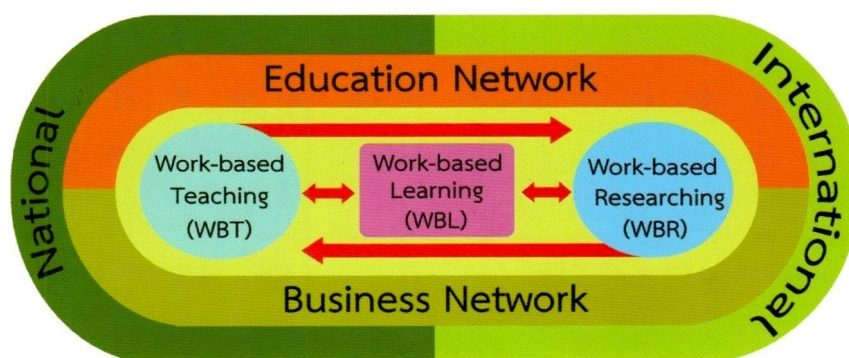 National
International
Education Network
Work-based
Teaching
(WBT)
Work-based
Learning
(WBL)
Work-based
Researching
(WBR)
Business Network